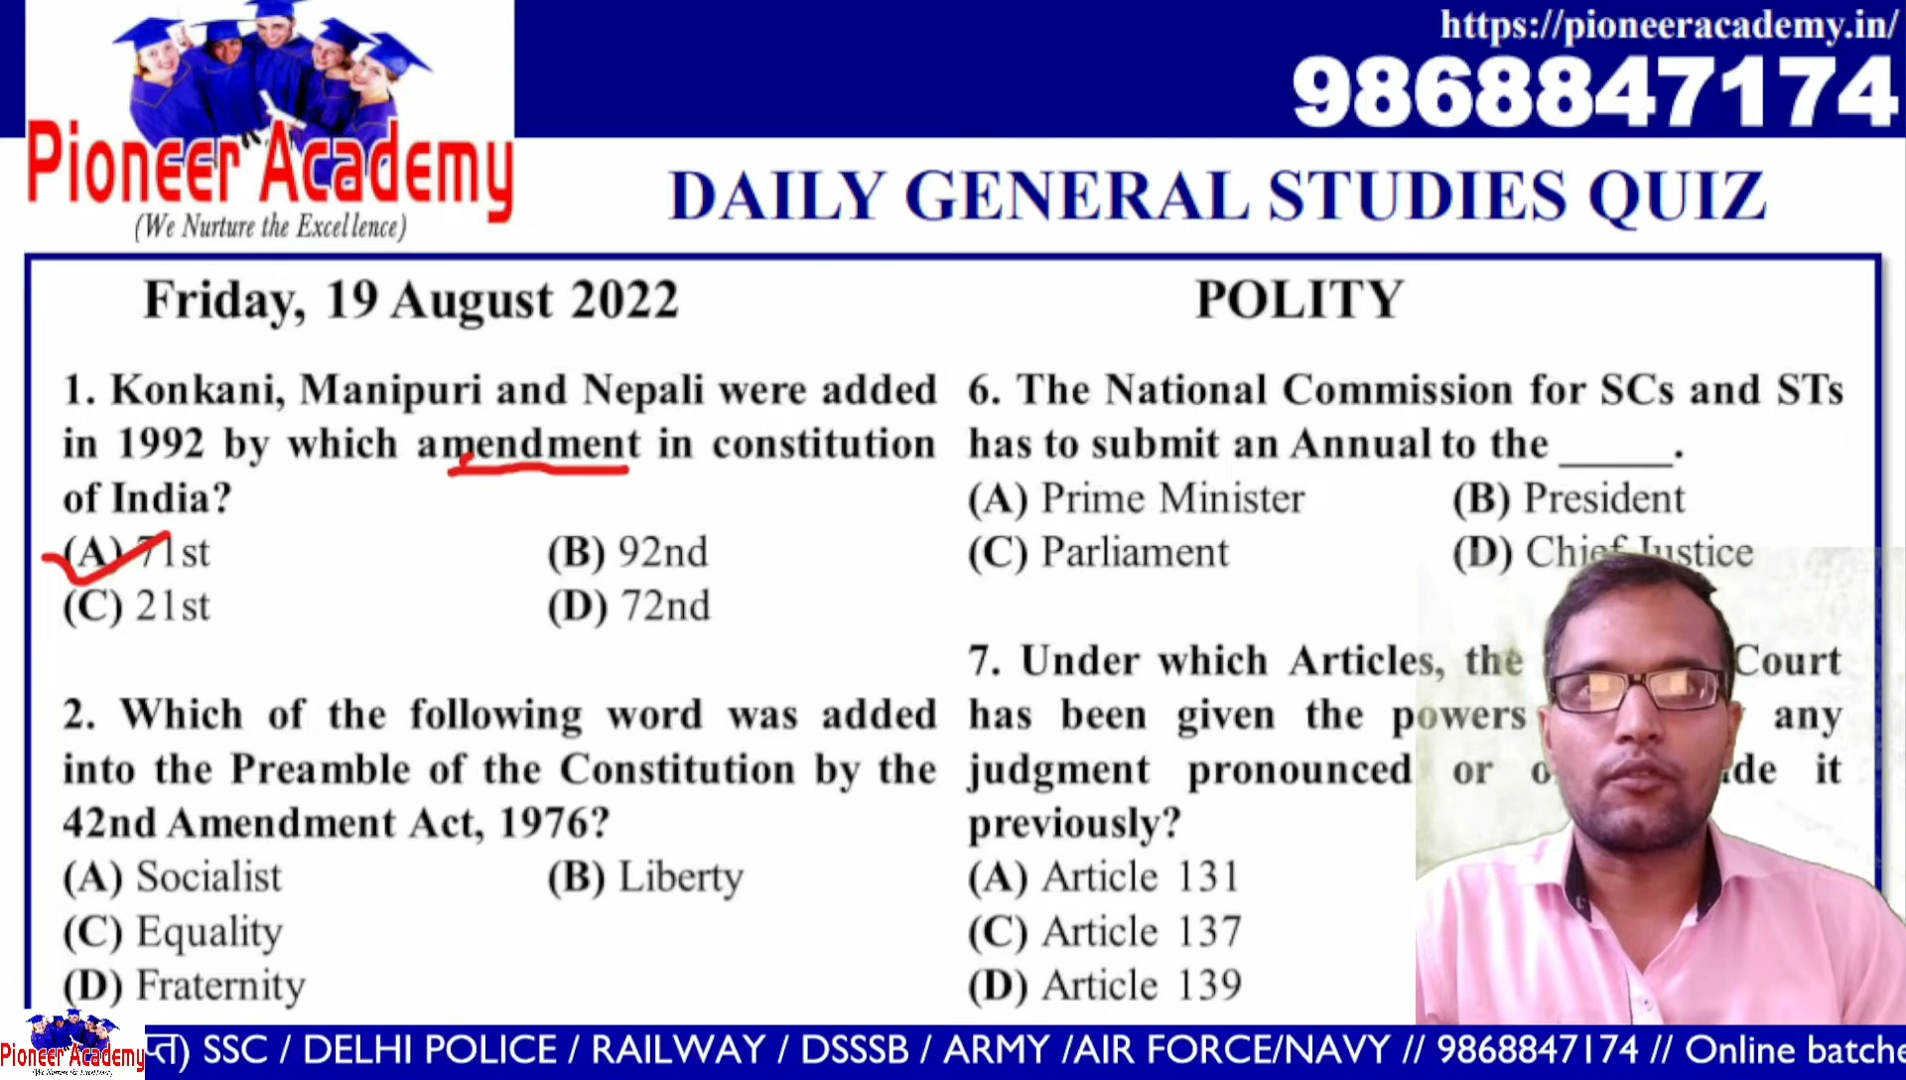 https://pioneeracademy.in/
9868847174
Pioneer Academy
(We Nurture the Excellence)
DAILY GENERAL STUDIES QUIZ
Friday, 19 August 2022
POLITY
1. Konkani, Manipuri and Nepali were added
in 1992 by which amendment in constitution
of India?
(A) 71st
(B) 92nd
(C) 21st
(D) 72nd
2. Which of the following word was added
into the Preamble of the Constitution by the
42nd Amendment Act, 1976?
(A) Socialist
(B) Liberty
(C) Equality
(D) Fraternity
6. The National Commission for SCs and STs
has to submit an Annual to the _____.
(A) Prime Minister
(B) President
(C) Parliament
(D) Chief Justice
7. Under which Articles, the Court
has been given the powers any
judgment pronounced or it
previously?
(A) Article 131
(C) Article 137
(D) Article 139
Pioneer Academy
(We Nurture the Excellence)
SSC / DELHI POLICE / RAILWAY / DSSSB / ARMY /AIR FORCE/NAVY // 9868847174 // Online